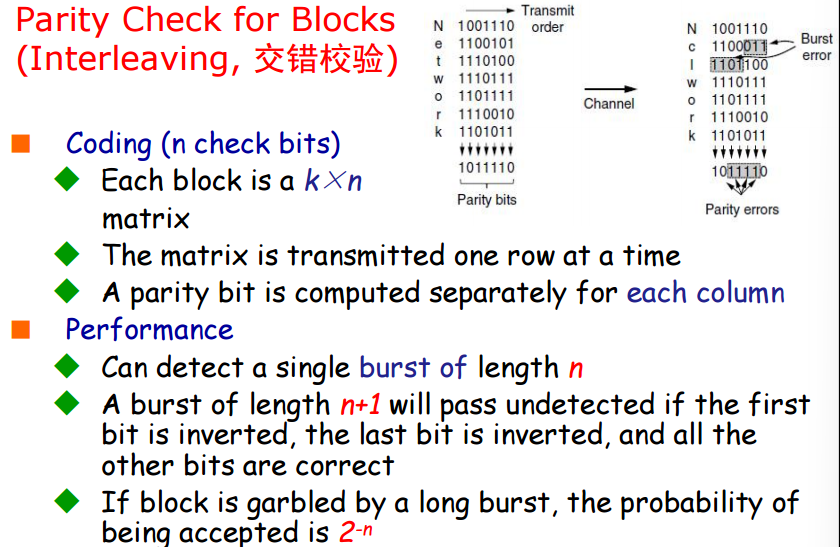 Parity Check for Blocks
(Interleaving, 交错校验)
Transmit
order
N 1001110
e 1100101
t 1110100
w 1110111
o 1101111
r 1110010
k 1101011
1011110
Parity bits
Channel
N 1001110
c 1100011
l 1101100
w 1110111
o 1101111
r 1110010
k 1101011
1011110
Parity errors
Burst
error
Coding (n check bits)
Each block is a k×n
matrix
The matrix is transmitted one row at a time
A parity bit is computed separately for each column
Performance
Can detect a single burst of length n
A burst of length n+1 will pass undetected if the first
bit is inverted, the last bit is inverted, and all the
other bits are correct
If block is garbled by a long burst, the probability of
being accepted is 2-n